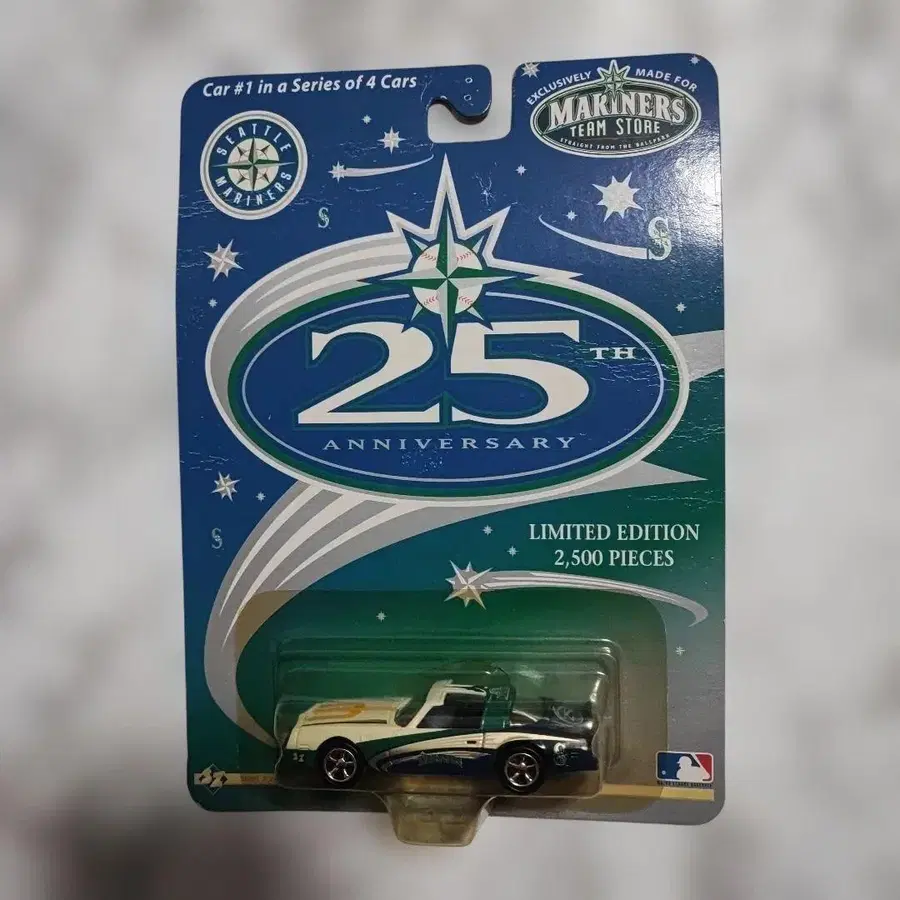 Car #1 in a Series of 4 Cars
EXCLUSIVELY MADE FOR
MARINERS
TEAM STORE
STRAIGHT FROM THE BALLPARK
SEATTLE
MARINERS
S
S
25TH
ANNIVERSARY
S
LIMITED EDITION
2,500 PIECES